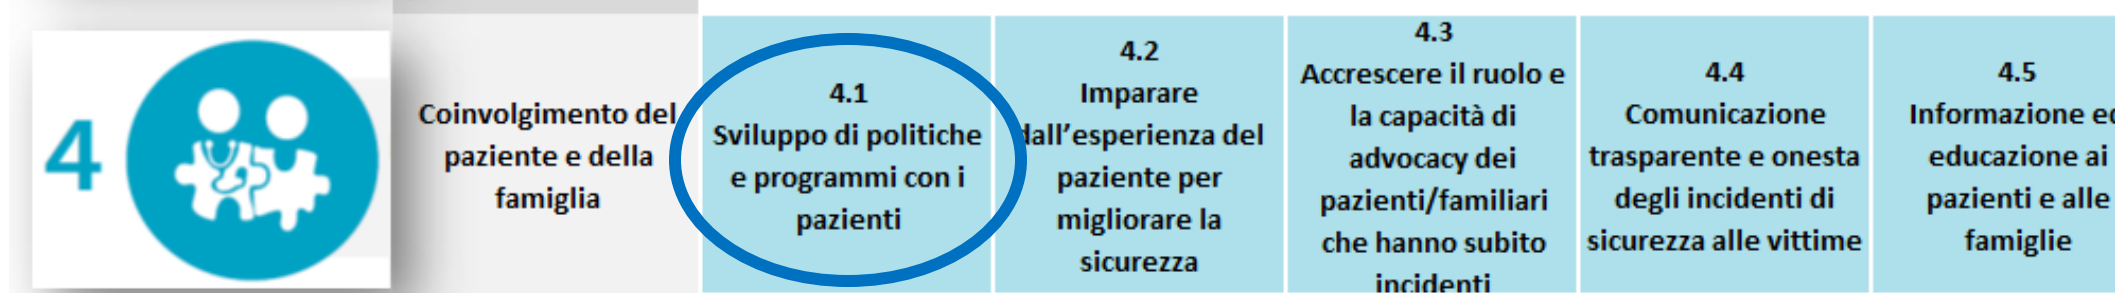 4
Coinvolgimento del
paziente e della
famiglia
4.1
Sviluppo di politiche
e programmi con i
pazienti
4.2
Imparare
dall'esperienza del
paziente per
migliorare la
sicurezza
4.3
Accrescere il ruolo e
la capacità di
advocacy dei
pazienti/familiari
che hanno subito
incidenti
4.4
Comunicazione
trasparente e onesta
degli incidenti di
sicurezza alle vittime
4.5
Informazione ed
educazione ai
pazienti e alle
famiglie